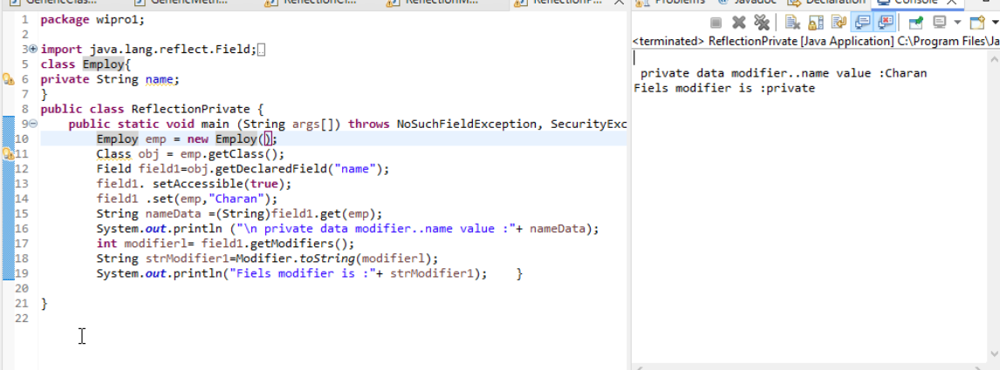 Problems Javadoc Declaration Console
1 package wipro1;
2
3 import java.lang.reflect.Field;
5 class Employ{
6 private String name;
7 }
8 public class ReflectionPrivate {
9 public static void main (String args[]) throws NoSuchFieldException, SecurityExc
10 Employ emp = new Employ();
11 Class obj = emp.getClass();
12 Field field1=obj.getDeclaredField("name");
13 field1. setAccessible(true);
14 field1 .set(emp,"Charan");
15 String nameData =(String)field1.get(emp);
16 System.out.println ("\n private data modifier..name value :"+ nameData);
17 int modifierl= field1.getModifiers();
18 String strModifier1=Modifier.toString(modifierl);
19 System.out.println("Fiels modifier is :"+ strModifier1); }
20
21 }
22
<terminated> ReflectionPrivate [Java Application] C:\Program Files\Ja
private data modifier..name value :Charan
Fiels modifier is :private